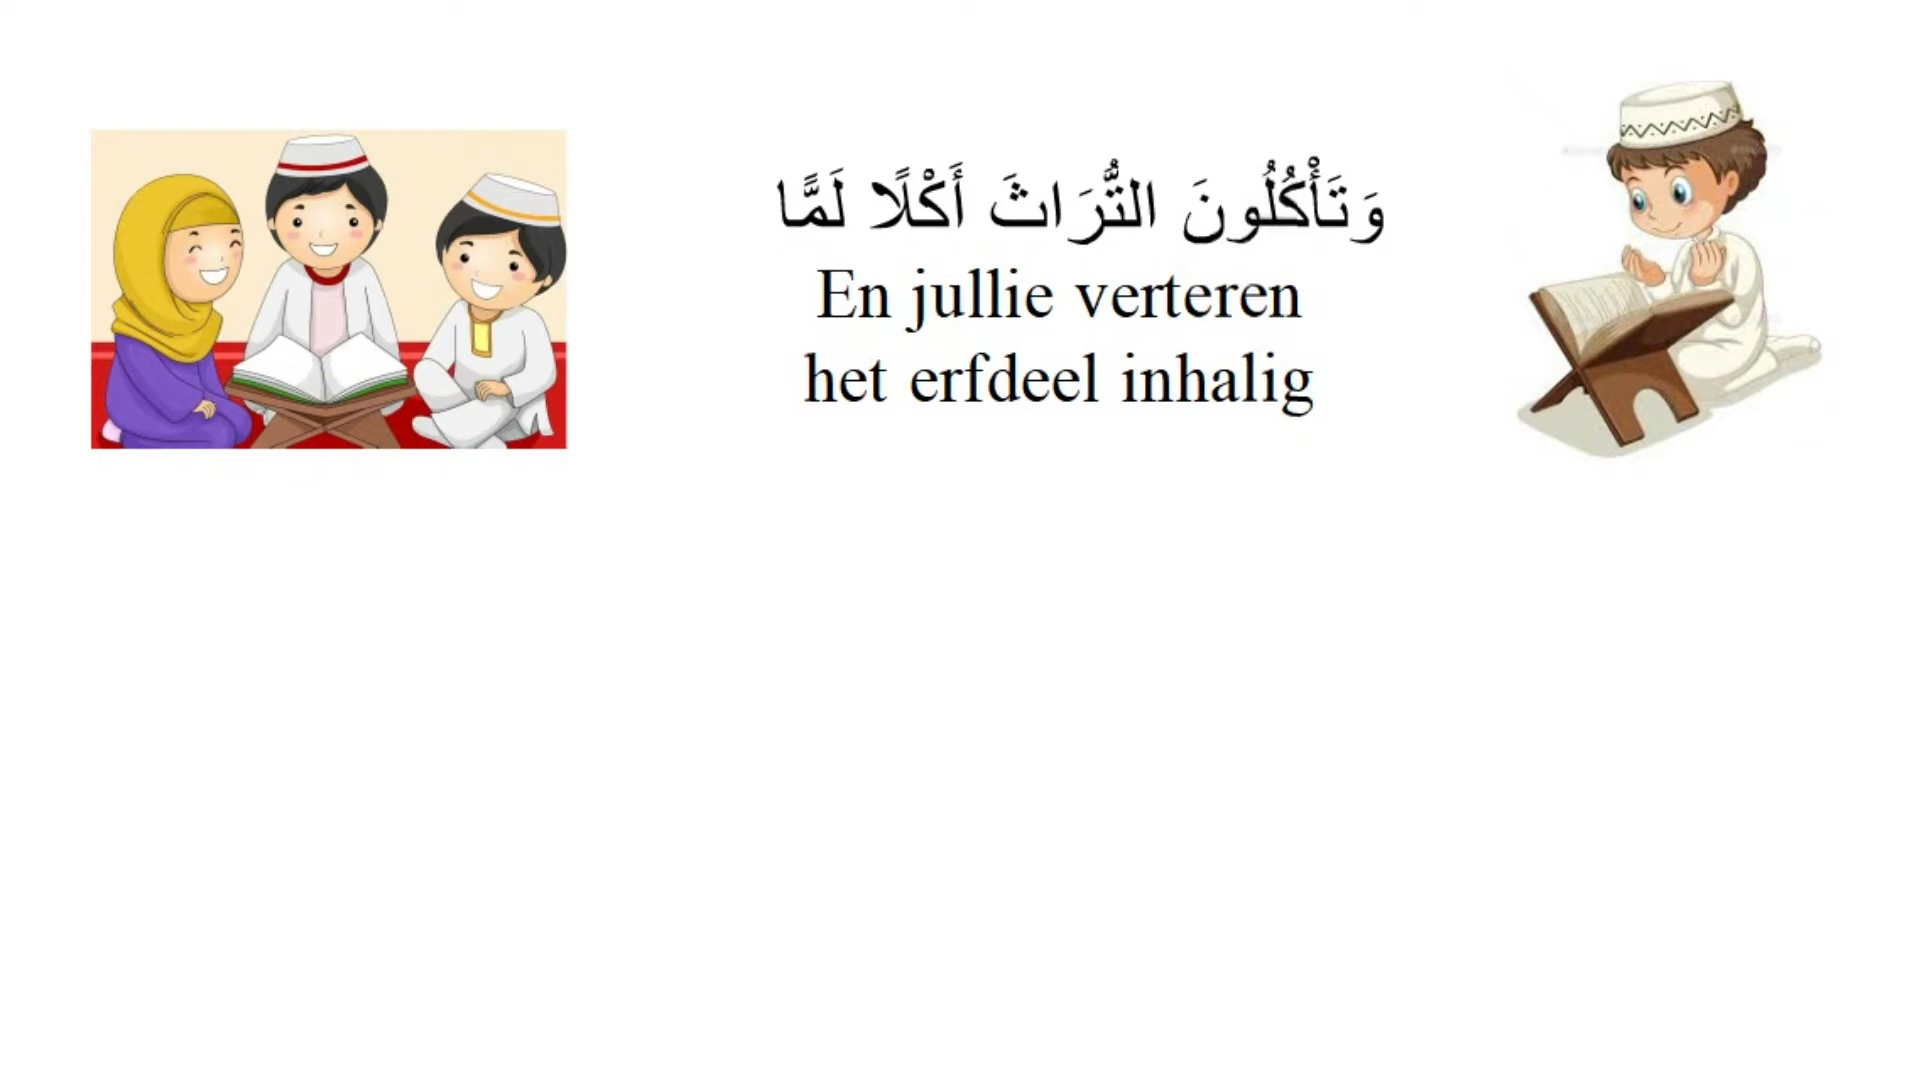 وَتَأْكُلُونَ التُّرَاثَ أَكْلًا لَمًّا
En jullie verteren
het erfdeel inhalig